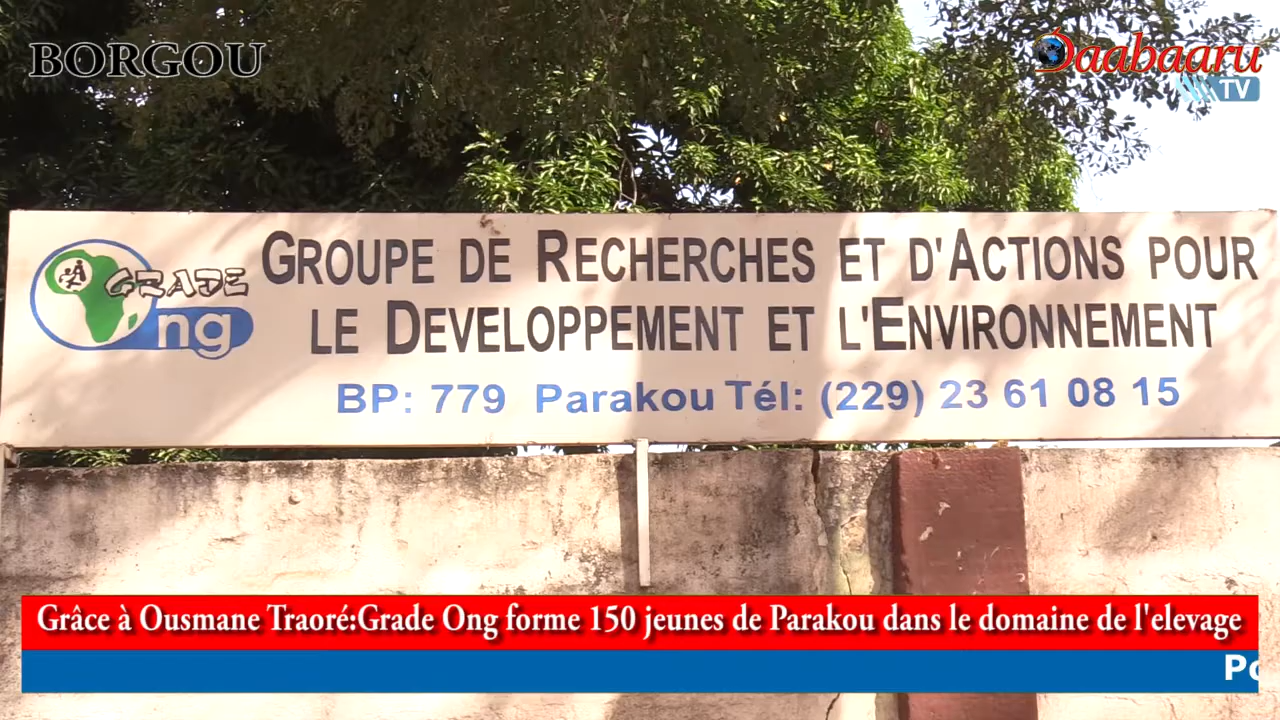 BORGOU
Daabaaru
TV
GRADE
ng
GROUPE DE RECHERCHES ET D'ACTIONS POUR
LE DEVELOPPEMENT ET L'ENVIRONNEMENT
BP: 779 Parakou Tél: (229) 23 61 08 15
Grâce à Ousmane Traoré:Grade Ong forme 150 jeunes de Parakou dans le domaine de l'elevage